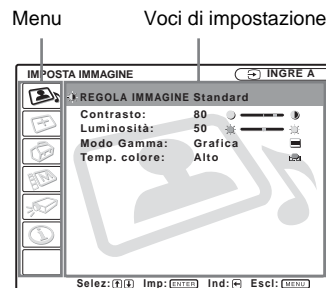 Menu Voci di impostazione
IMPOSTA IMMAGINE INGRE A
REGOLA IMMAGINE Standard
Contrasto: 80
Luminosità: 50
Modo Gamma: Grafica
Temp. colore: Alto
Selez: Imp: ENTER Ind: Escl: MENU